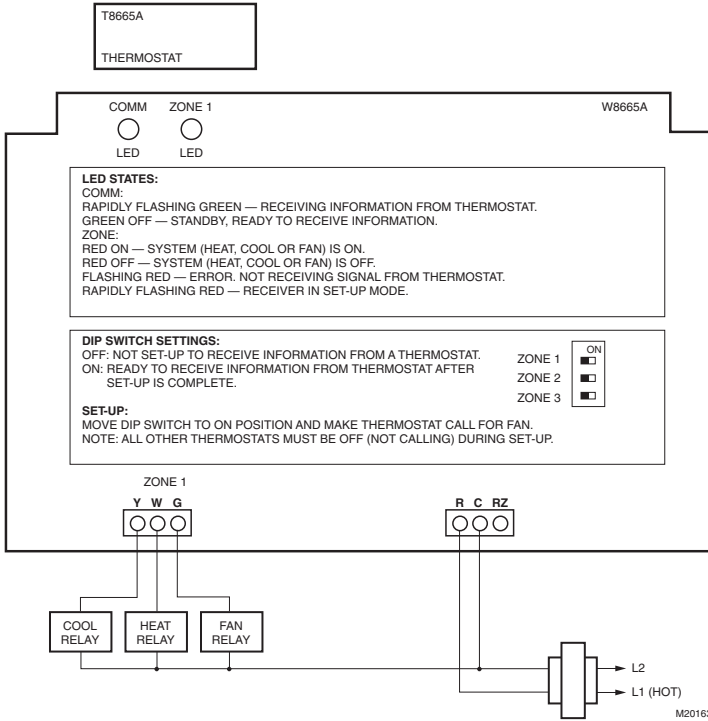 T8665A
THERMOSTAT
COMM ZONE 1
W8665A
LED LED
LED STATES:
COMM:
RAPIDLY FLASHING GREEN — RECEIVING INFORMATION FROM THERMOSTAT.
GREEN OFF — STANDBY, READY TO RECEIVE INFORMATION.
ZONE:
RED ON — SYSTEM (HEAT, COOL OR FAN) IS ON.
RED OFF — SYSTEM (HEAT, COOL OR FAN) IS OFF.
FLASHING RED — ERROR. NOT RECEIVING SIGNAL FROM THERMOSTAT.
RAPIDLY FLASHING RED — RECEIVER IN SET-UP MODE.
DIP SWITCH SETTINGS:
OFF: NOT SET-UP TO RECEIVE INFORMATION FROM A THERMOSTAT.
ON: READY TO RECEIVE INFORMATION FROM THERMOSTAT AFTER
SET-UP IS COMPLETE.
ON
ZONE 1
ZONE 2
ZONE 3
SET-UP:
MOVE DIP SWITCH TO ON POSITION AND MAKE THERMOSTAT CALL FOR FAN.
NOTE: ALL OTHER THERMOSTATS MUST BE OFF (NOT CALLING) DURING SET-UP.
ZONE 1
Y W G
R C RZ
COOL
RELAY
HEAT
RELAY
FAN
RELAY
L2
L1 (HOT)
M20163